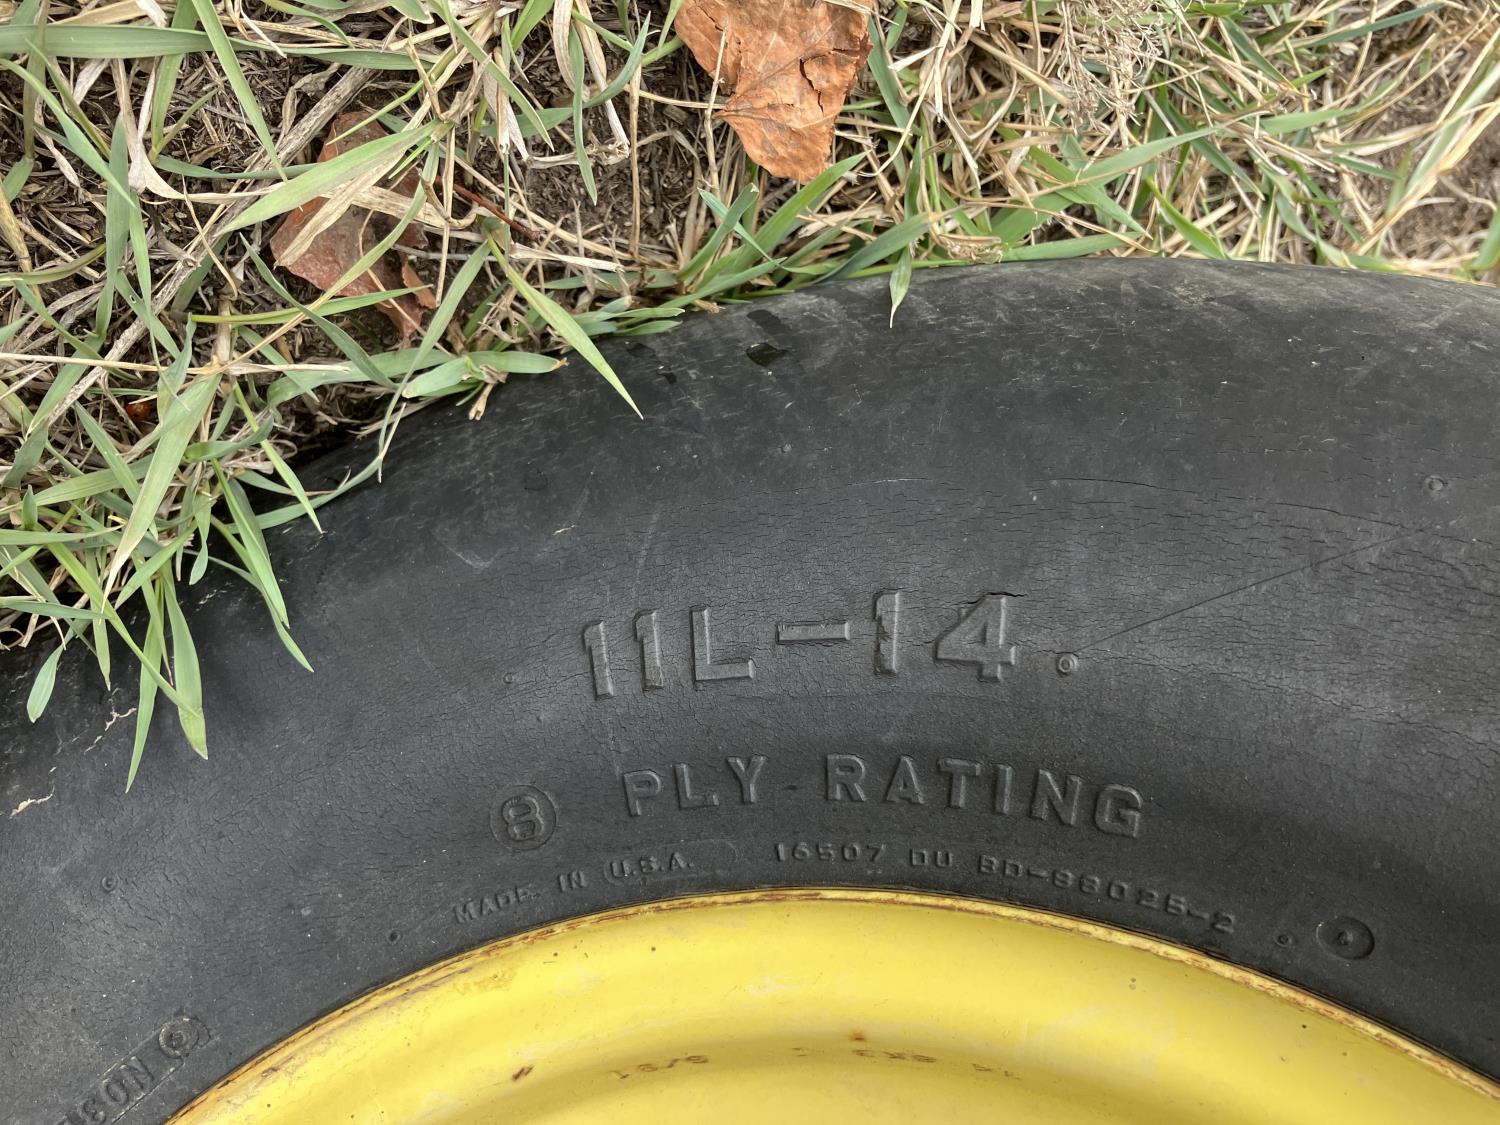 11L-14
8 PLY RATING
MADE IN U.S.A. 16507 DU BD-88025-2